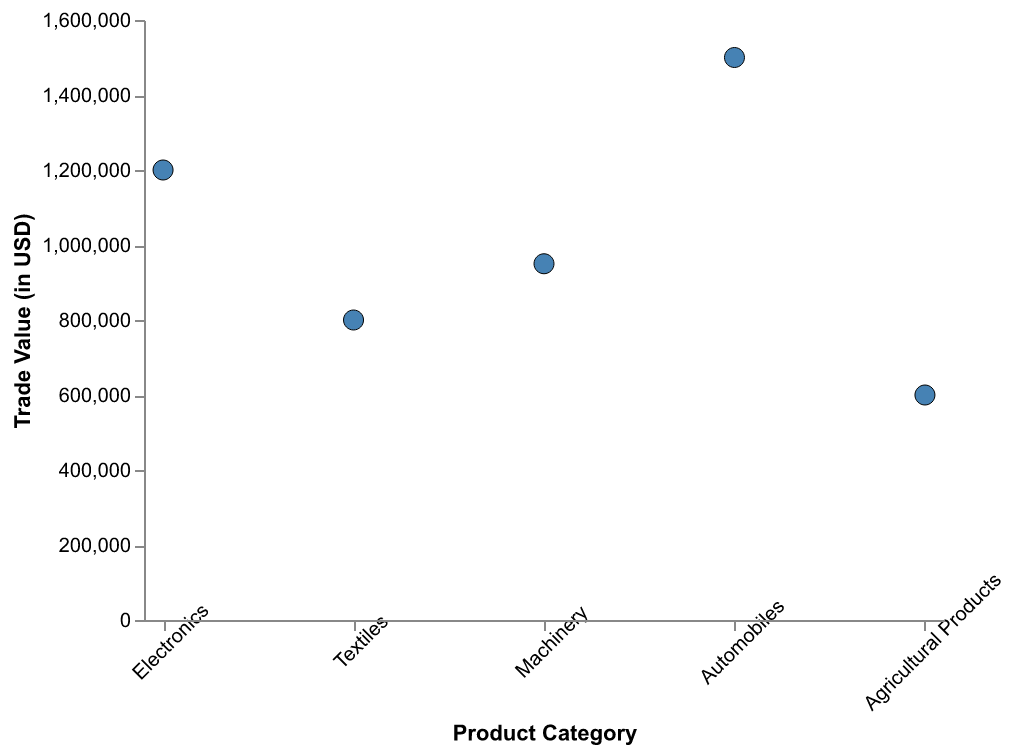 1,600,000
1,400,000
1,200,000
1,000,000
800,000
600,000
400,000
200,000
0
Trade Value (in USD)
Electronics
Textiles
Machinery
Automobiles
Agricultural Products
Product Category